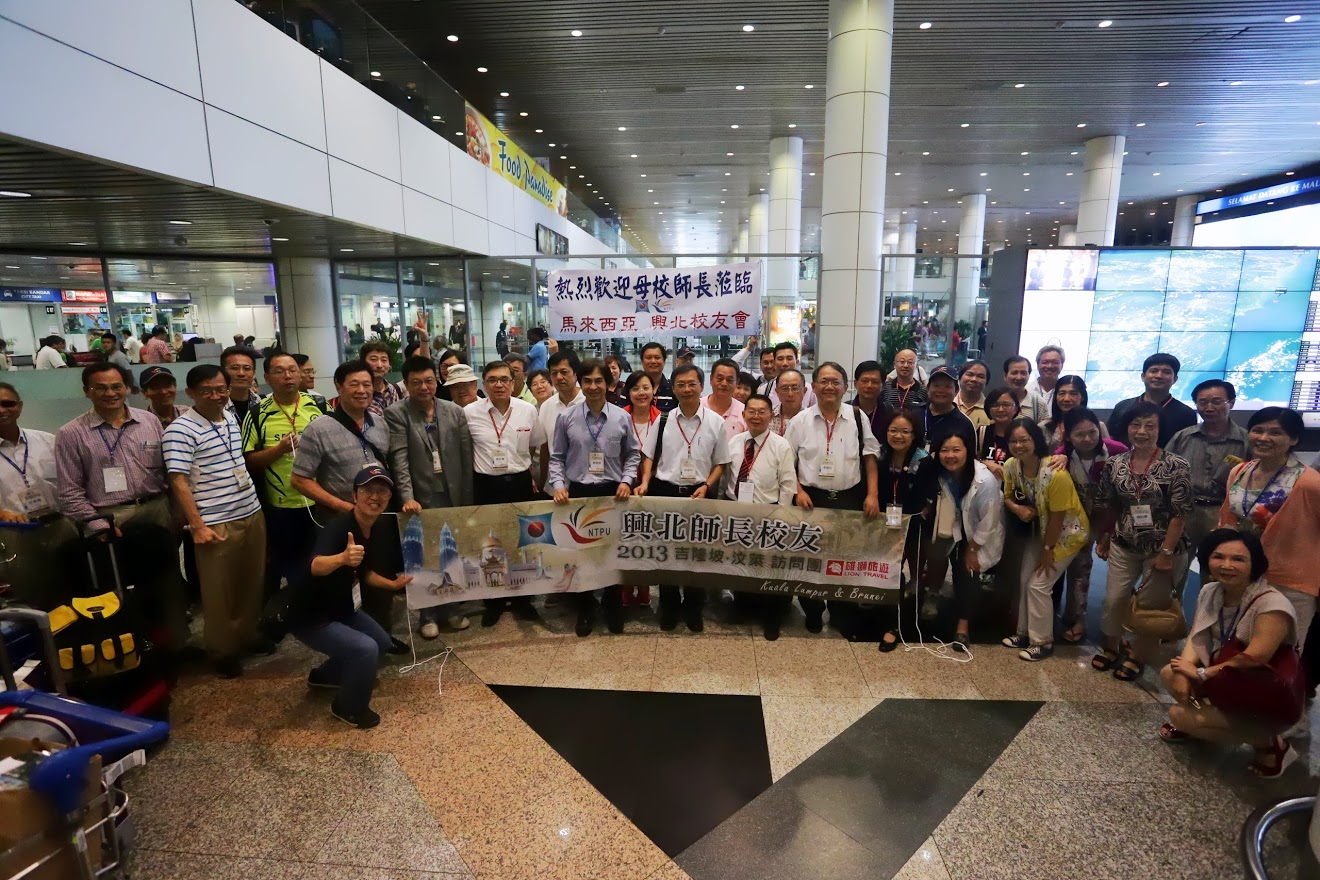 Food Paradise
SELAMAT DATANG KE
熱烈歡迎母校師長蒞臨
馬來西亞 興北校友會
NTPU
興北師長校友
2013 吉隆坡·汶萊 訪問團
雄獅旅遊
LION TRAVEL
Kuala Lumpur & Brunei